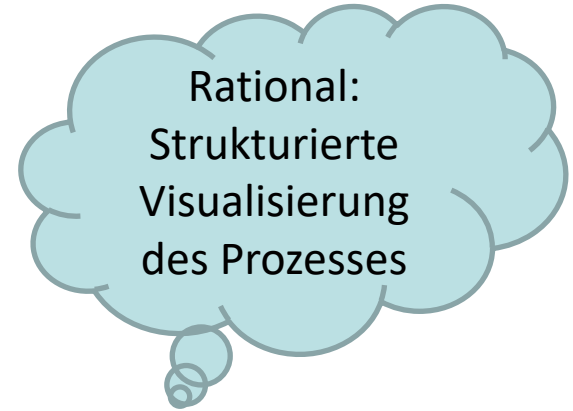 Rational:
Strukturierte
Visualisierung
des Prozesses